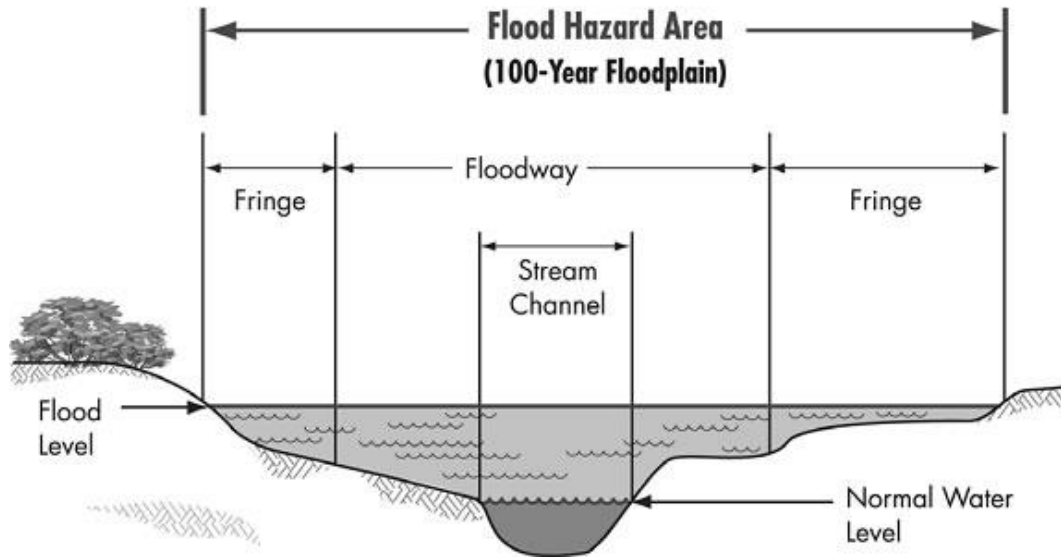 Flood Hazard Area
(100-Year Floodplain)
Floodway
Fringe
Fringe
Stream
Channel
Flood
Level
Normal Water
Level